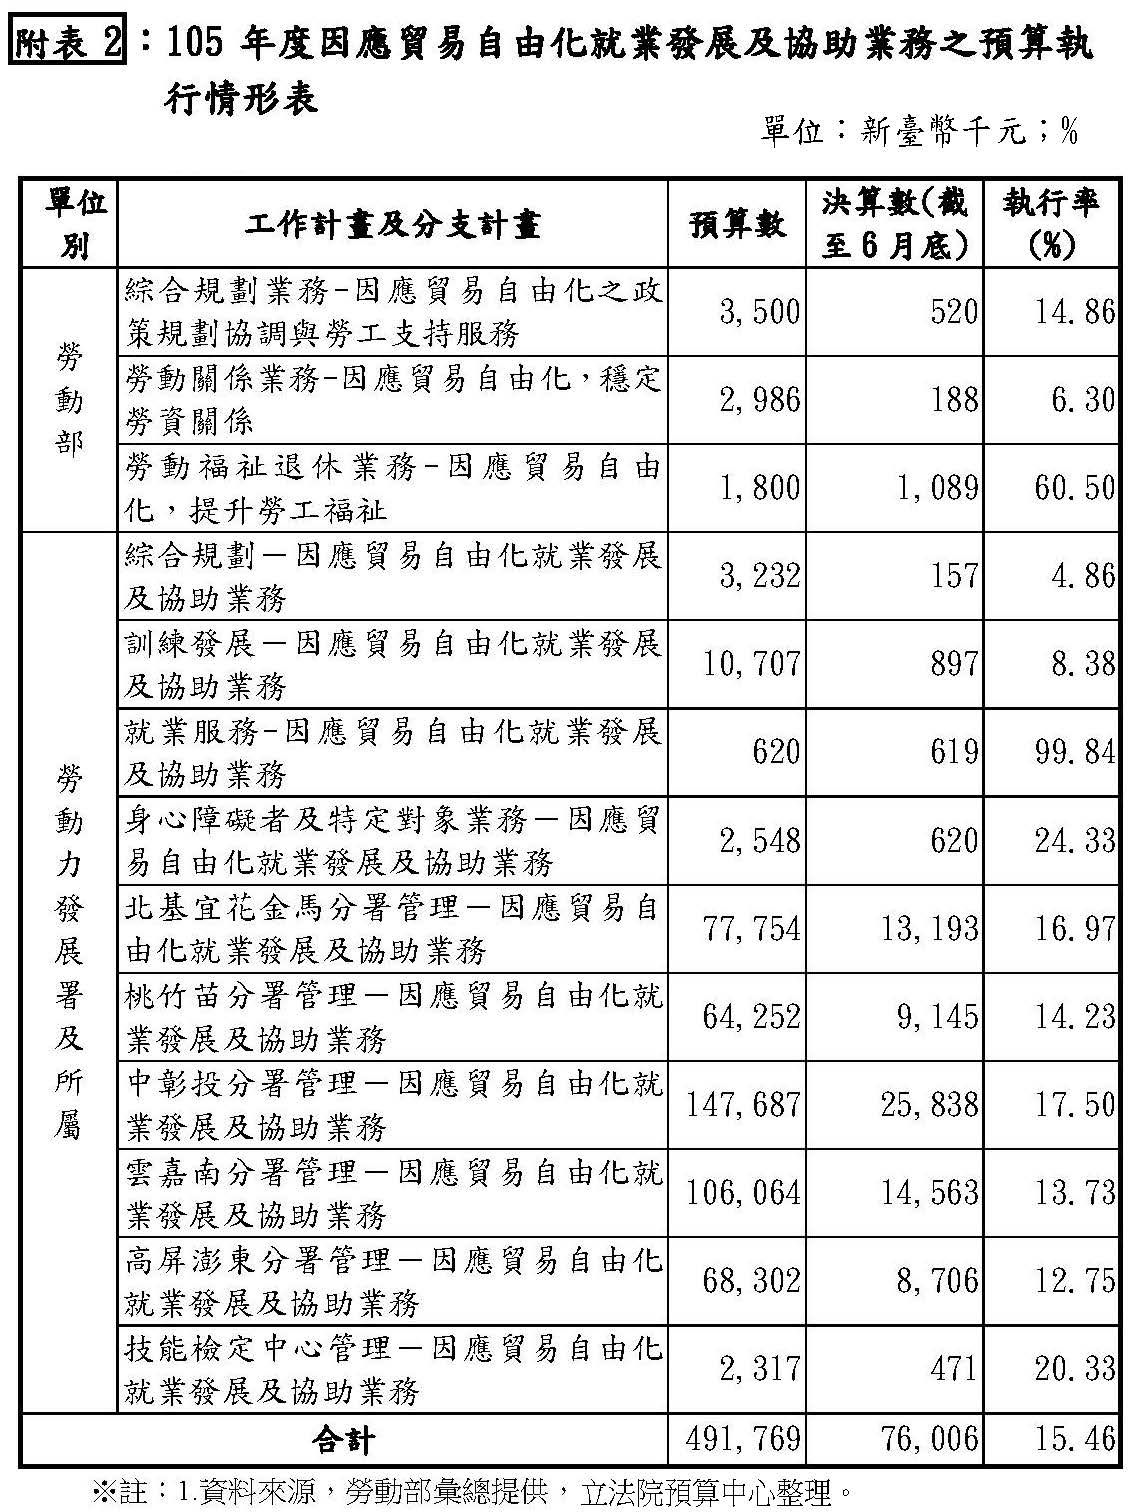 附表 2：105 年度因應貿易自由化就業發展及協助業務之預算執
行情形表
單位：新臺幣千元；%
單位
別
工作計畫及分支計畫
預算數
決算數(截
至6月底)
執行率
(%)
勞動部
綜合規劃業務-因應貿易自由化之政
策規劃協調與勞工支持服務
3,500
520
14.86
勞動關係業務-因應貿易自由化，穩定
勞資關係
2,986
188
6.30
勞動福祉退休業務-因應貿易自由
化，提升勞工福祉
1,800
1,089
60.50
勞動力發展署及所屬
綜合規劃－因應貿易自由化就業發展
及協助業務
3,232
157
4.86
訓練發展－因應貿易自由化就業發展
及協助業務
10,707
897
8.38
就業服務-因應貿易自由化就業發展
及協助業務
620
619
99.84
身心障礙者及特定對象業務－因應貿
易自由化就業發展及協助業務
2,548
620
24.33
北基宜花金馬分署管理－因應貿易自
由化就業發展及協助業務
77,754
13,193
16.97
桃竹苗分署管理－因應貿易自由化就
業發展及協助業務
64,252
9,145
14.23
中彰投分署管理－因應貿易自由化就
業發展及協助業務
147,687
25,838
17.50
雲嘉南分署管理－因應貿易自由化就
業發展及協助業務
106,064
14,563
13.73
高屏澎東分署管理－因應貿易自由化
就業發展及協助業務
68,302
8,706
12.75
技能檢定中心管理－因應貿易自由化
就業發展及協助業務
2,317
471
20.33
合計
491,769
76,006
15.46
※註：1.資料來源，勞動部彙總提供，立法院預算中心整理。